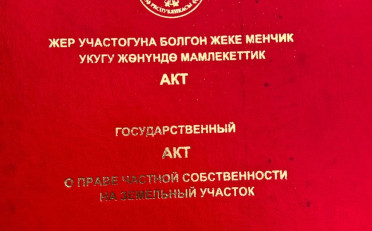 ЖЕР УЧАСТОГУНА БОЛГОН ЖЕКЕ МЕНЧИК
УКУГУ ЖӨНҮНДӨ МАМЛЕКЕТТИК
АКТ
ГОСУДАРСТВЕННЫЙ
АКТ
О ПРАВЕ ЧАСТНОЙ СОБСТВЕННОСТИ
НА ЗЕМЕЛЬНЫЙ УЧАСТОК